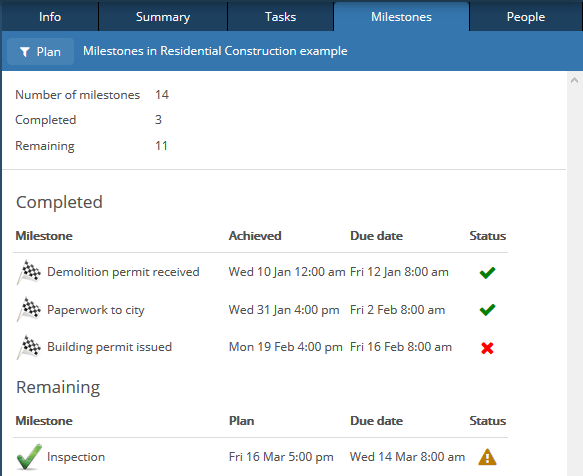 Info Summary Tasks Milestones People
Plan Milestones in Residential Construction example
Number of milestones 14
Completed 3
Remaining 11
Completed
Milestone Achieved Due date Status
Demolition permit received Wed 10 Jan 12:00 am Fri 12 Jan 8:00 am
Paperwork to city Wed 31 Jan 4:00 pm Fri 2 Feb 8:00 am
Building permit issued Mon 19 Feb 4:00 pm Fri 16 Feb 8:00 am
Remaining
Milestone Plan Due date Status
Inspection Fri 16 Mar 5:00 pm Wed 14 Mar 8:00 am